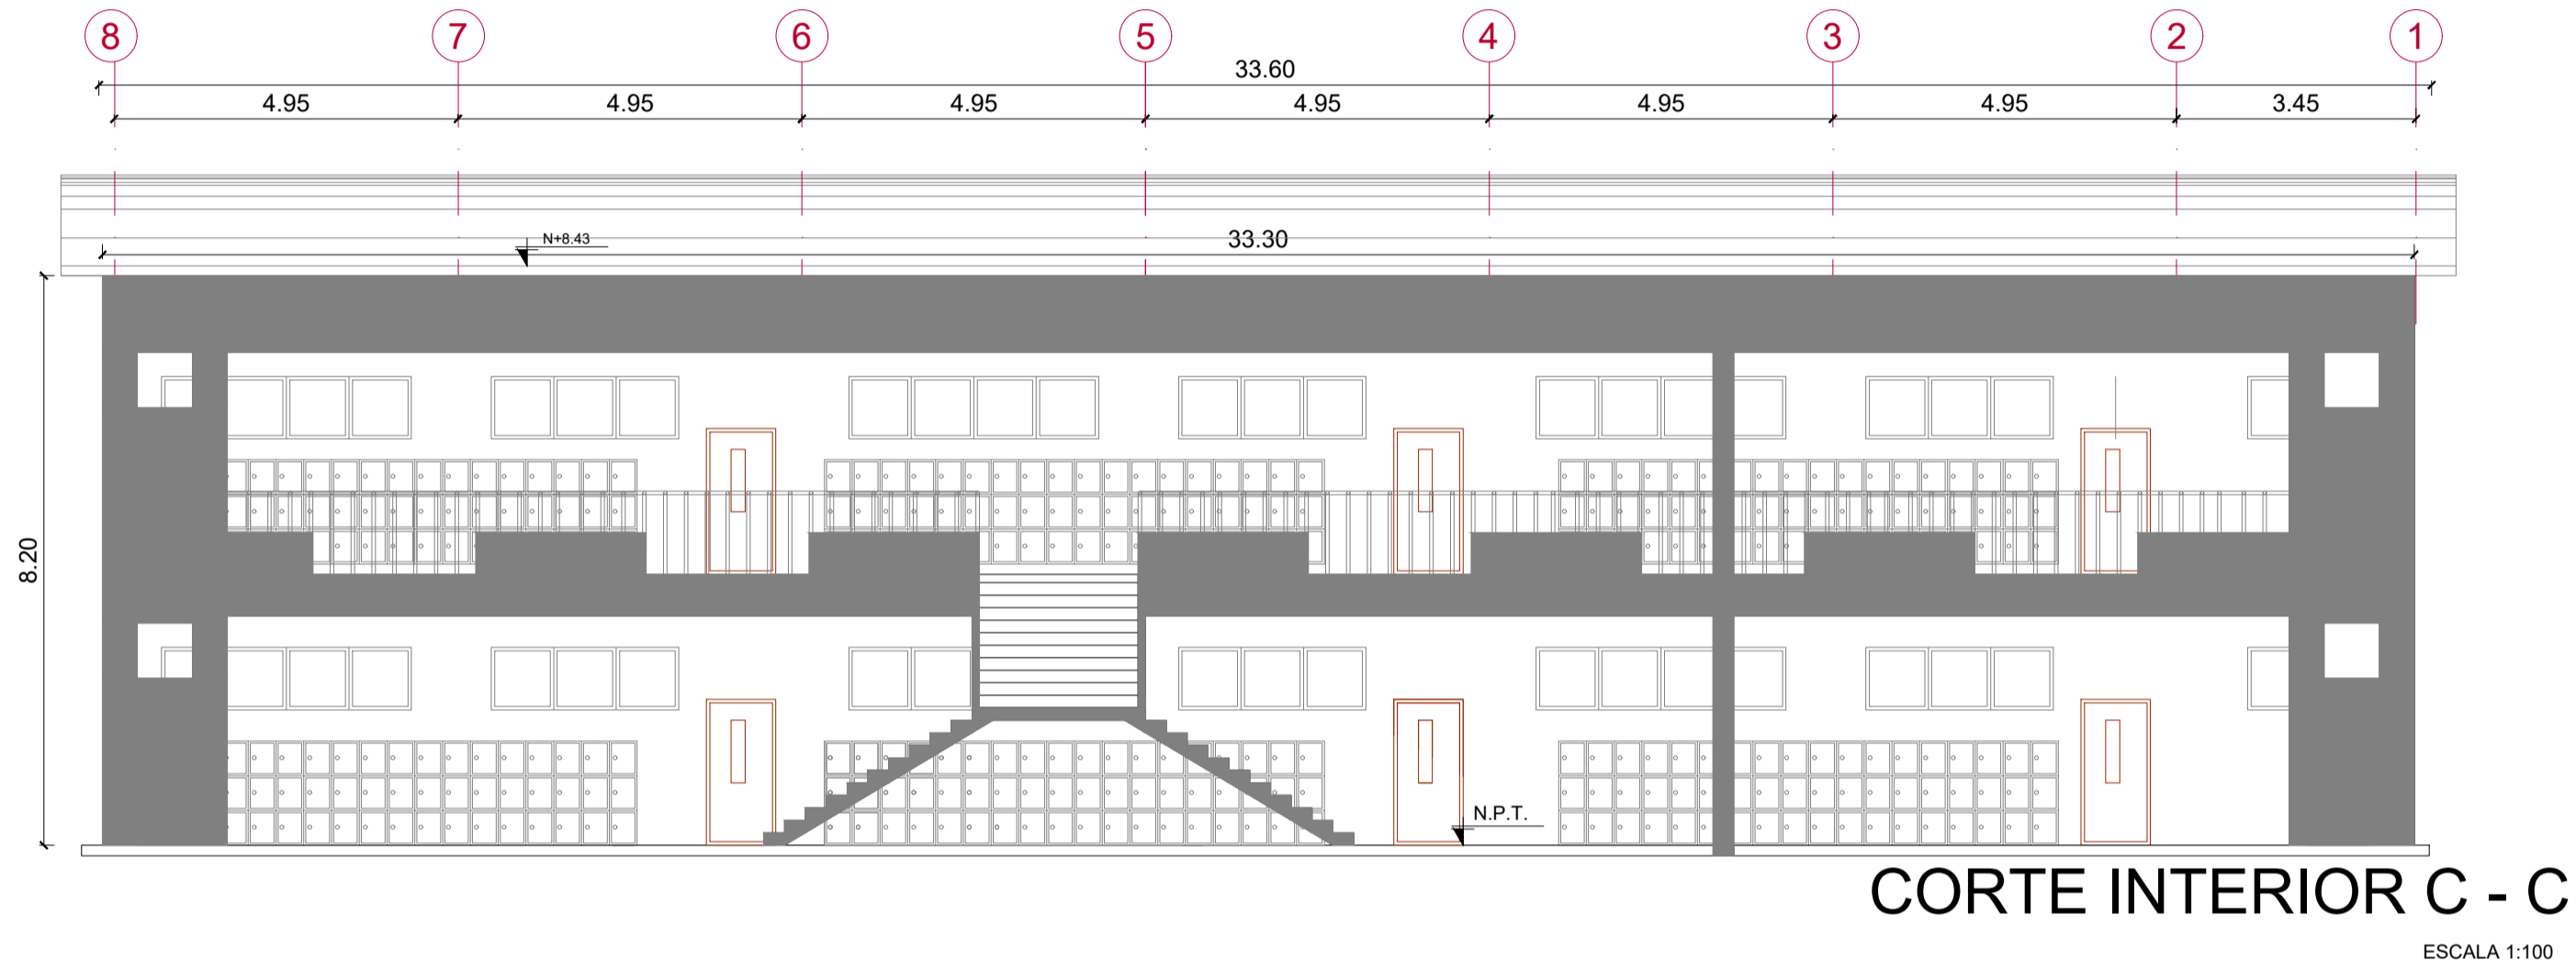 8 7 6 5 4 3 2 1
33.60
4.95 4.95 4.95 4.95 4.95 4.95 3.45
N+8.43
33.30
8.20
N.P.T.
CORTE INTERIOR C - C
ESCALA 1:100